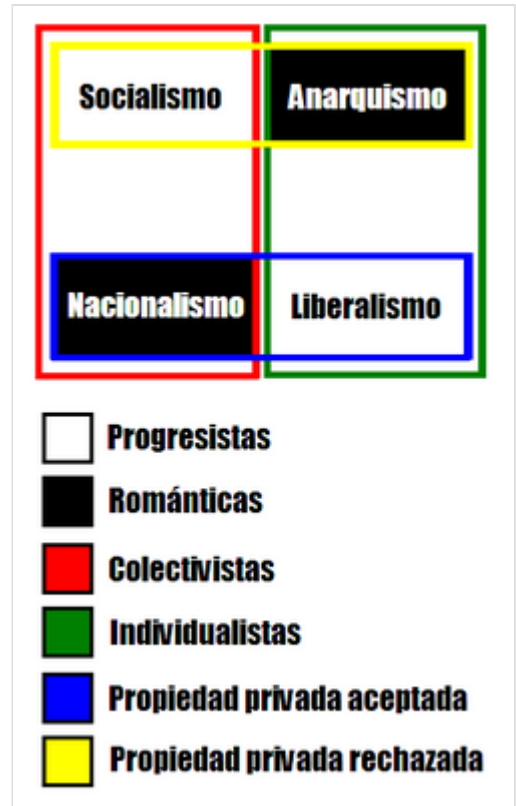 Socialismo Anarquismo
Nacionalismo Liberalismo
Progresistas
Románticas
Colectivistas
Individualistas
Propiedad privada aceptada
Propiedad privada rechazada